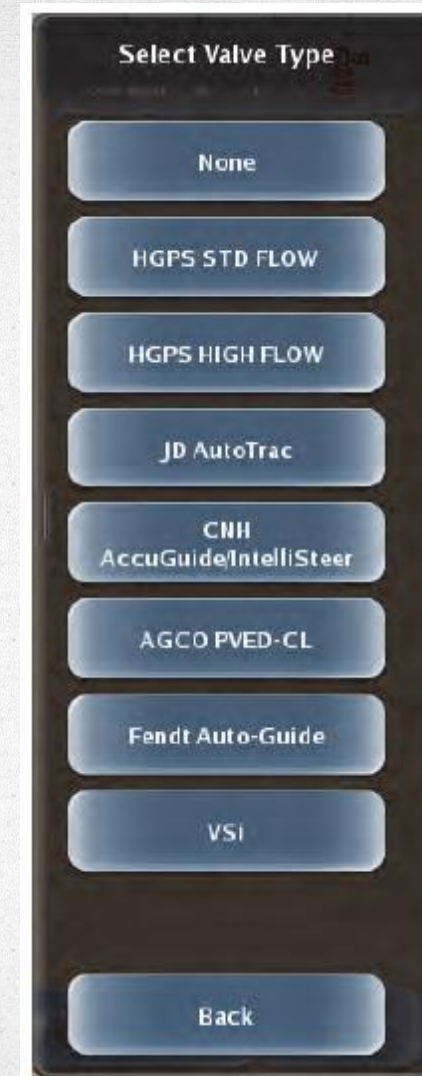 Select Valve Type
None
HGPS STD FLOW
HGPS HIGH FLOW
JD AutoTrac
CNH
AccuGuide/IntelliSteer
AGCO PVED-CL
Fendt Auto-Guide
VSi
Back